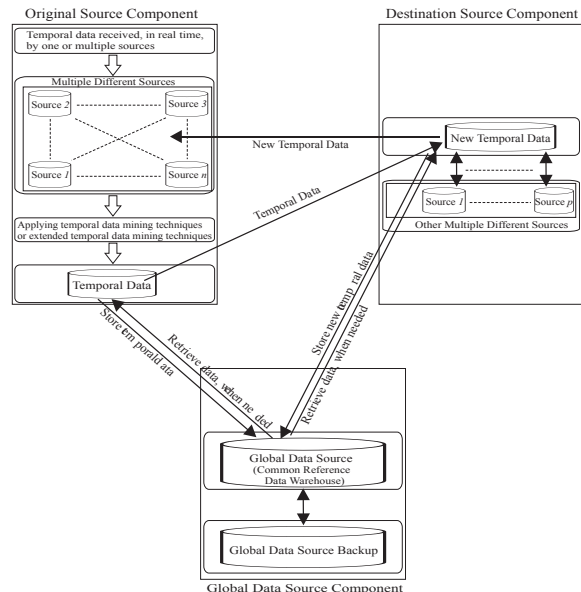 Original Source Component
Temporal data received, in real time,
by one or multiple sources
Multiple Different Sources
Source 2
Source 3
Source 1
Source n
Applying temporal data mining techniques
or extended temporal data mining techniques
Temporal Data
Destination Source Component
New Temporal Data
Source 1
Source p
Other Multiple Different Sources
New Temporal Data
Temporal Data
Store tem porald ata
Retrieve data, when ne ded
Store new temp ral data
Retrieve data, when needed
Global Data Source
(Common Reference
Data Warehouse)
Global Data Source Backup
Global Data Source Component